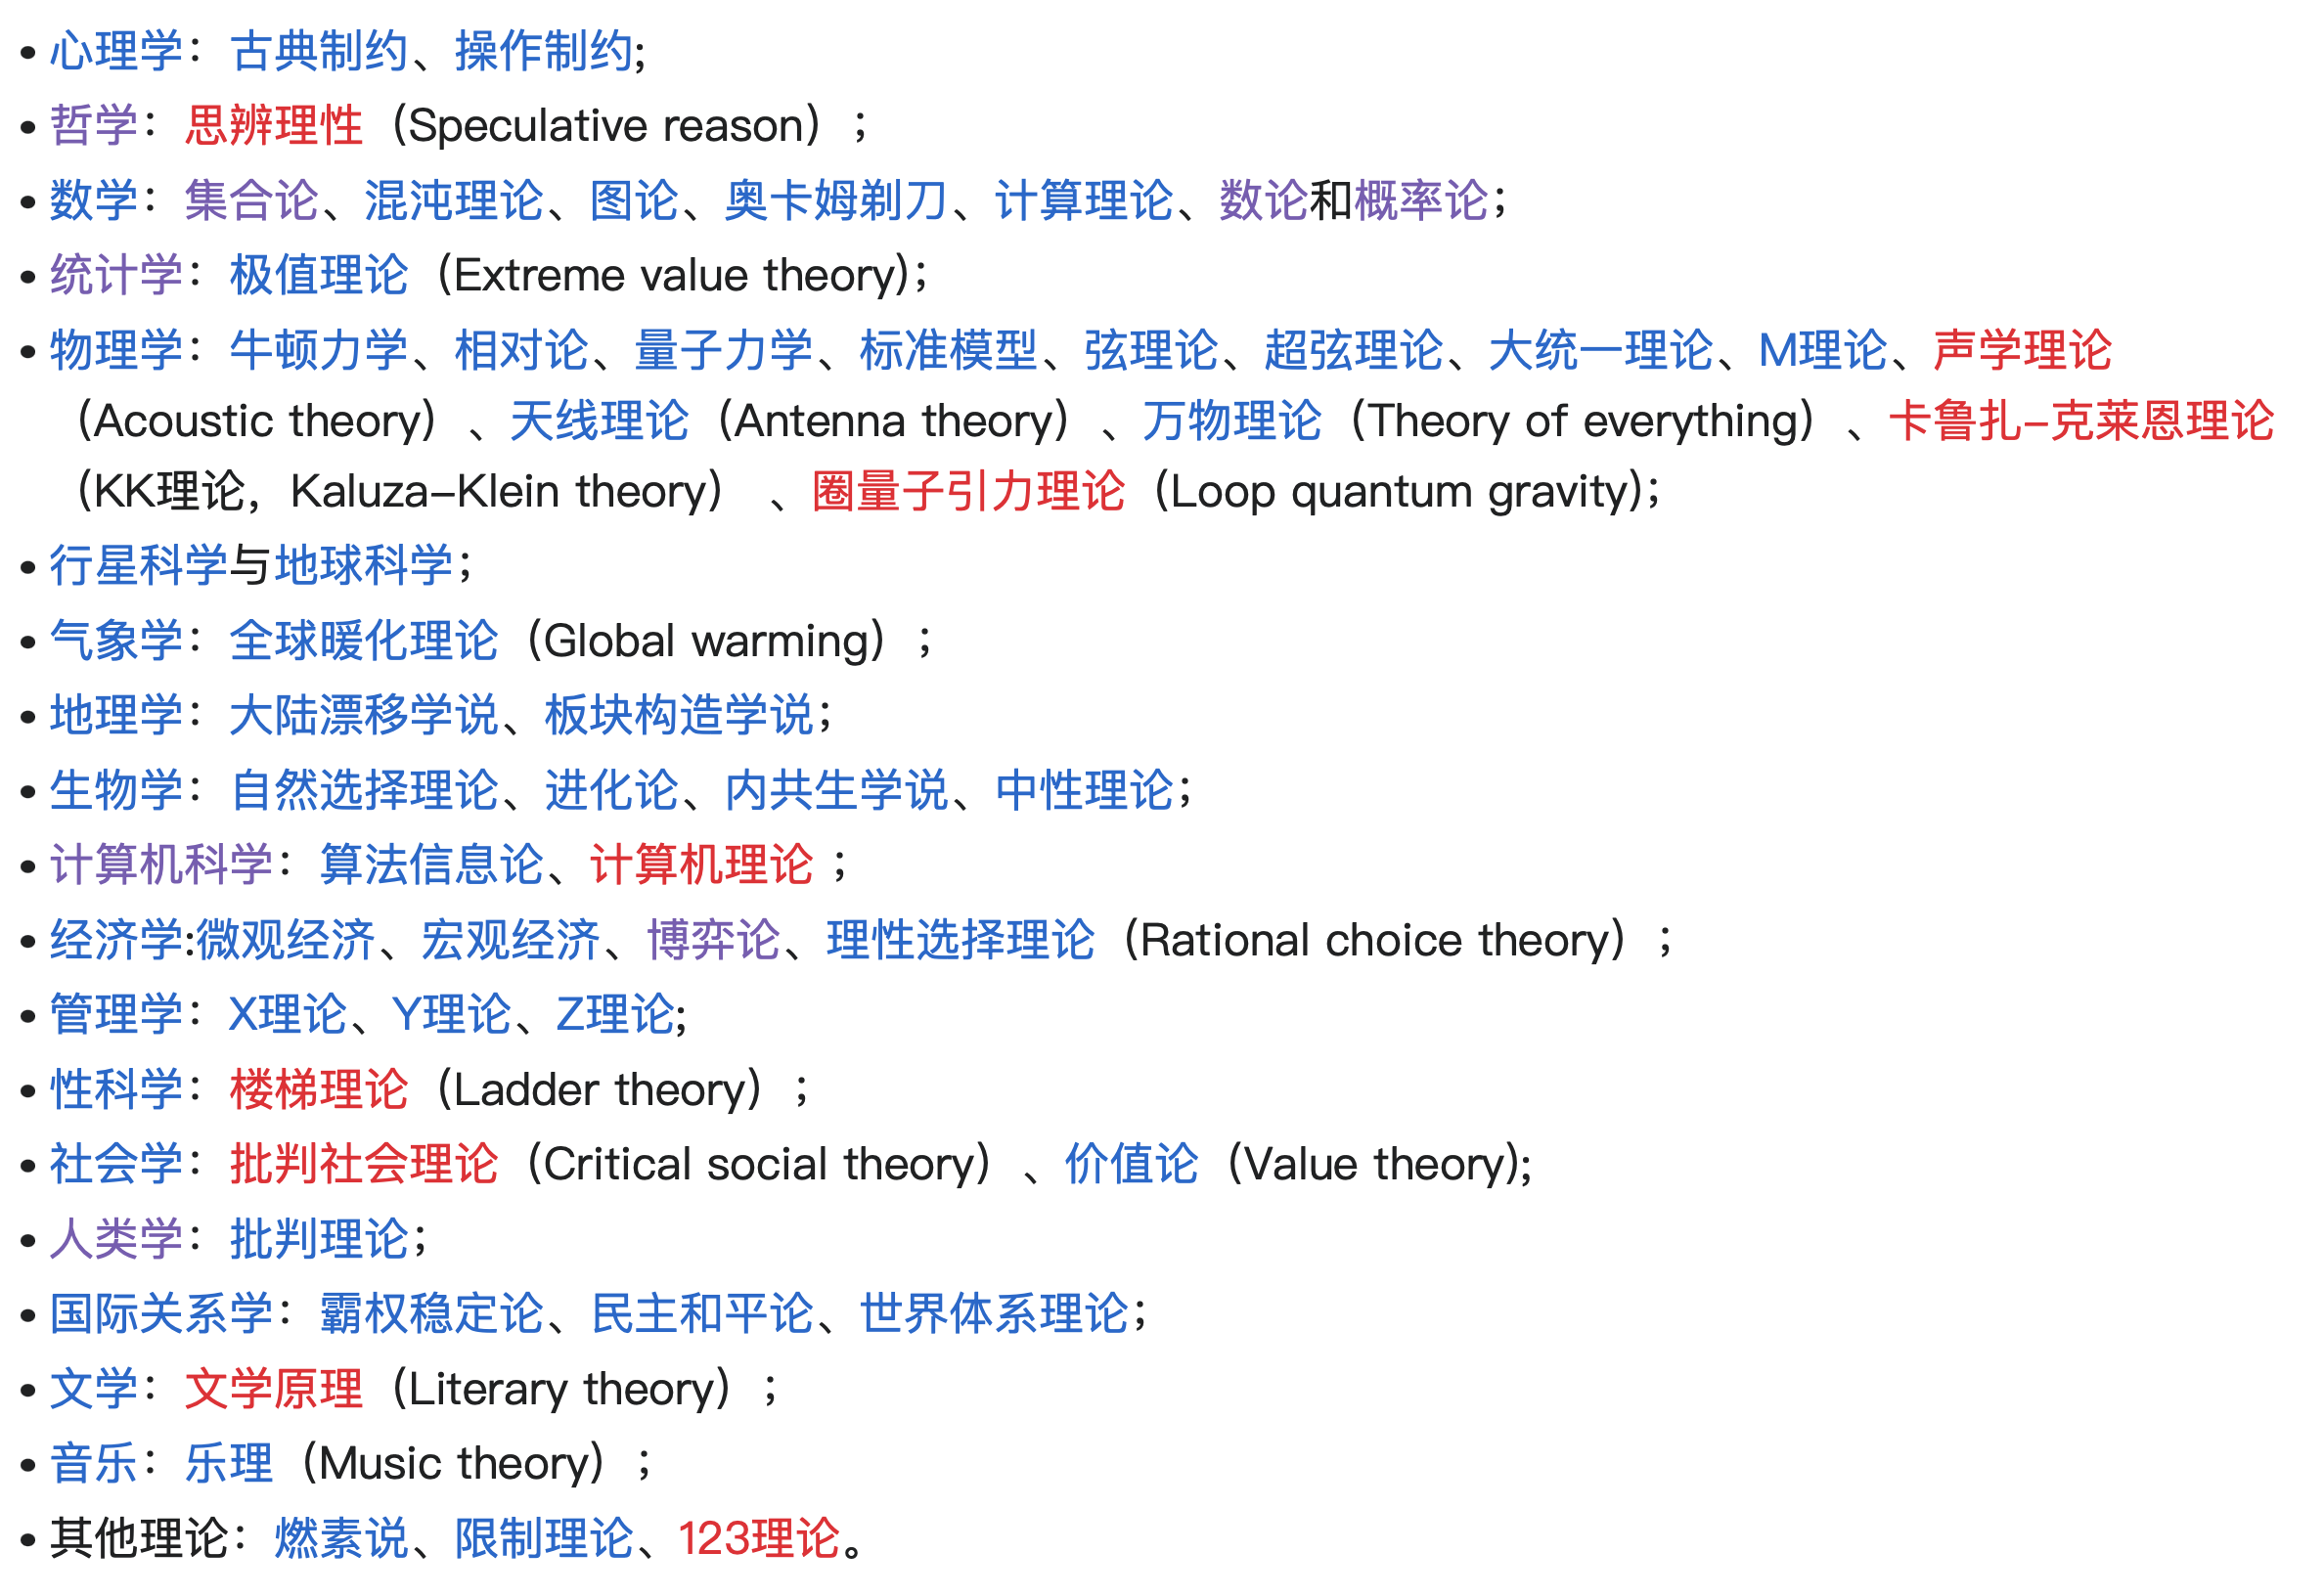 • 心理学：古典制约、操作制约;
• 哲学：思辨理性（Speculative reason）；
• 数学：集合论、混沌理论、图论、奥卡姆剃刀、计算理论、数论和概率论；
• 统计学：极值理论（Extreme value theory)；
• 物理学：牛顿力学、相对论、量子力学、标准模型、弦理论、超弦理论、大统一理论、M理论、声学理论
（Acoustic theory）、天线理论（Antenna theory）、万物理论（Theory of everything）、卡鲁扎-克莱恩理论
（KK理论，Kaluza–Klein theory） 、圈量子引力理论（Loop quantum gravity)；
• 行星科学与地球科学；
• 气象学：全球暖化理论（Global warming）；
• 地理学：大陆漂移学说、板块构造学说；
• 生物学：自然选择理论、进化论、内共生学说、中性理论；
• 计算机科学：算法信息论、计算机理论 ；
• 经济学:微观经济、宏观经济、博弈论、理性选择理论（Rational choice theory）；
• 管理学：X理论、Y理论、Z理论;
• 性科学：楼梯理论（Ladder theory）；
• 社会学：批判社会理论（Critical social theory）、价值论（Value theory);
• 人类学：批判理论；
• 国际关系学：霸权稳定论、民主和平论、世界体系理论；
• 文学：文学原理（Literary theory）；
• 音乐：乐理（Music theory）；
• 其他理论：燃素说、限制理论、123理论。